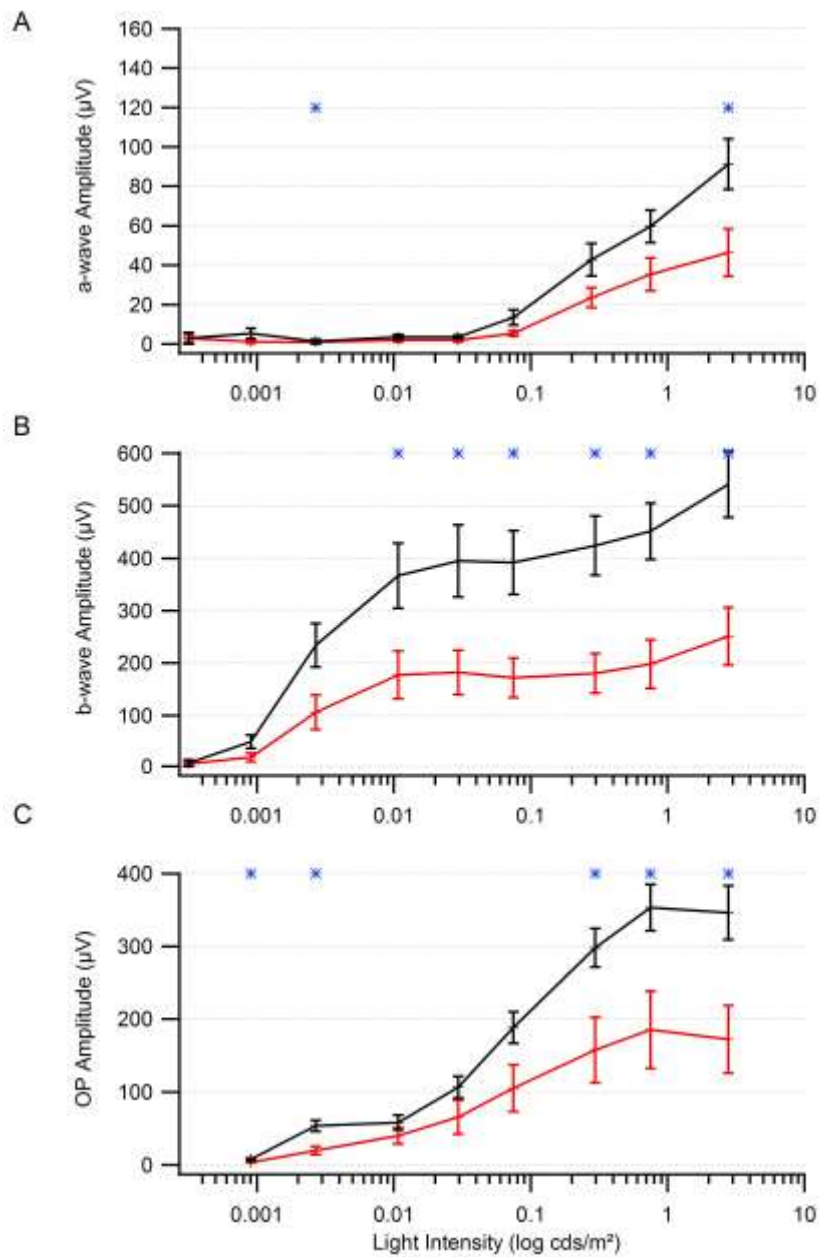 A
160
140
120
100
80
60
40
20
0
a-wave Amplitude (µV)
0.001 0.01 0.1 1 10
B
600
500
400
300
200
100
0
b-wave Amplitude (µV)
0.001 0.01 0.1 1 10
C
400
300
200
100
0
OP Amplitude (µV)
0.001 0.01 0.1 1 10
Light Intensity (log cds/m²)